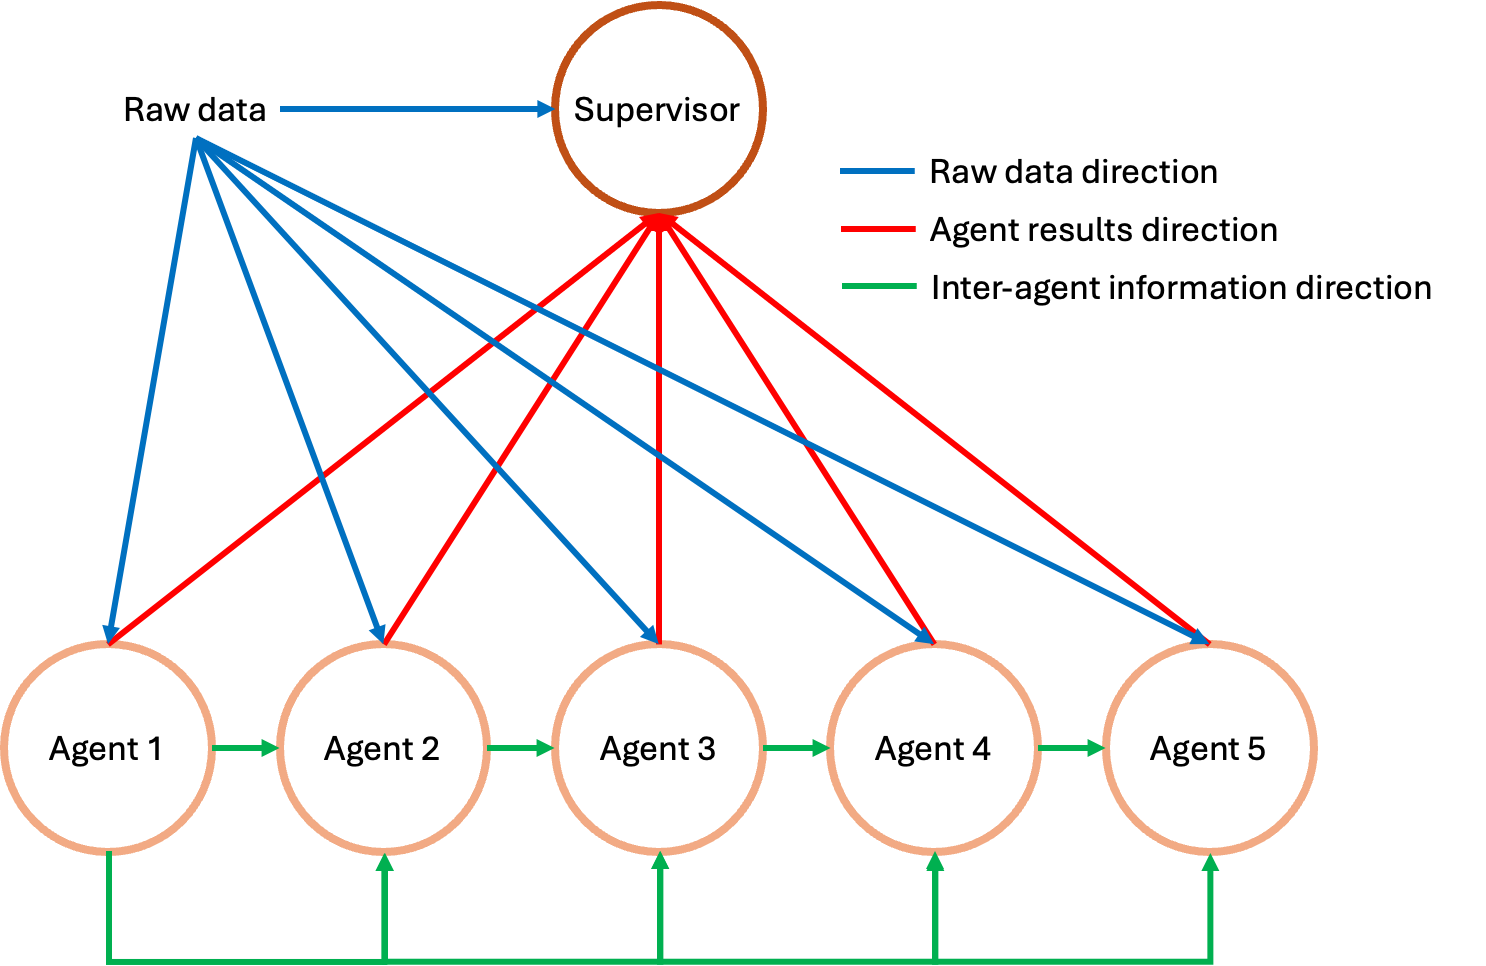 Raw data
Supervisor
Raw data direction
Agent results direction
Inter-agent information direction
Agent 1
Agent 2
Agent 3
Agent 4
Agent 5